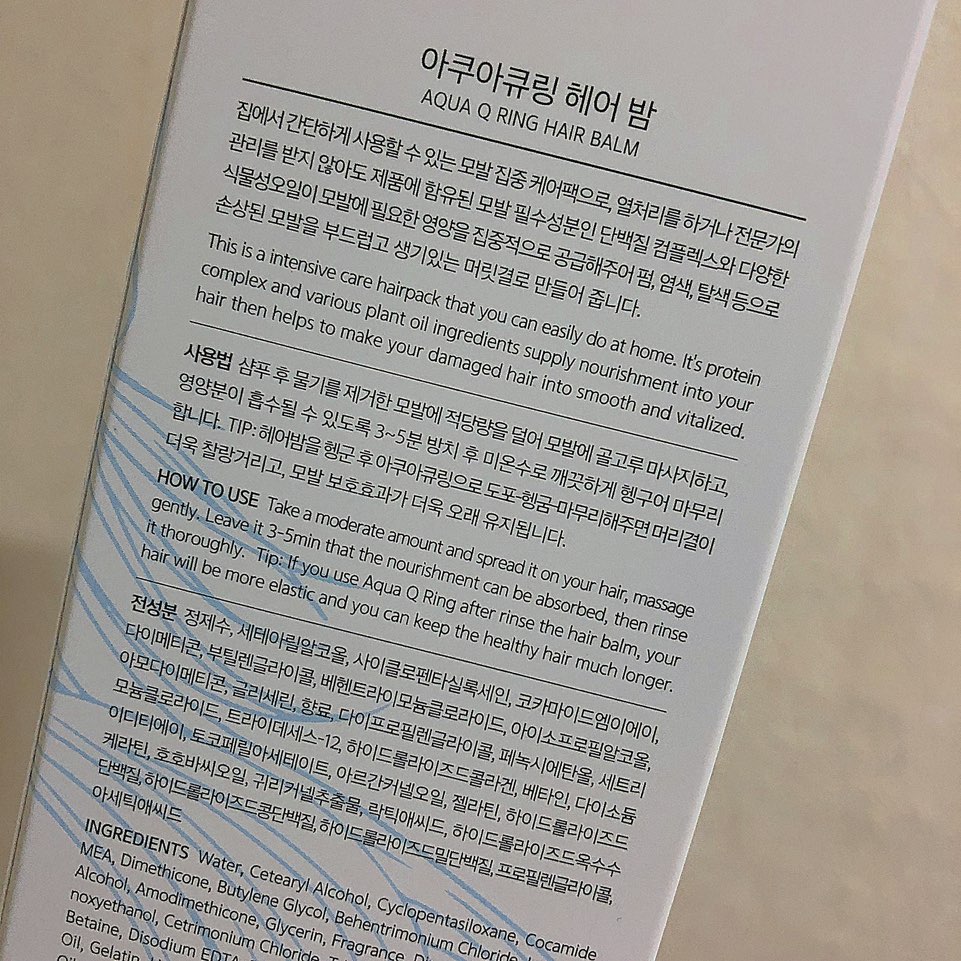 아쿠아큐링 헤어 밤
AQUA Q RING HAIR BALM
집에서 간단하게 사용할 수 있는 모발 집중 케어팩으로, 열처리를 하거나 전문가의
관리를 받지 않아도 제품에 함유된 모발 필수성분인 단백질 컴플렉스와 다양한
식물성오일이 모발에 필요한 영양을 집중적으로 공급해주어 펌, 염색, 탈색 등으로
손상된 모발을 부드럽고 생기있는 머릿결로 만들어 줍니다.
This is a intensive care hairpack that you can easily do at home. It's protein
complex and various plant oil ingredients supply nourishment into your
hair then helps to make your damaged hair into smooth and vitalized.
사용법 샴푸 후 물기를 제거한 모발에 적당량을 덜어 모발에 골고루 마사지하고,
영양분이 흡수될 수 있도록 3~5분 방치 후 미온수로 깨끗하게 헹구어 마무리
합니다. TIP: 헤어밤을 헹군 후 아쿠아큐링으로 도포-헹굼-마무리해주면 머리결이
더욱 찰랑거리고, 모발 보호효과가 더욱 오래 유지됩니다.
HOW TO USE Take a moderate amount and spread it on your hair, massage
gently. Leave it 3~5min that the nourishment can be absorbed, then rinse
it thoroughly. Tip: If you use Aqua Q Ring after rinse the hair balm, your
hair will be more elastic and you can keep the healthy hair much longer.
전성분 정제수, 세테아릴알코올, 사이클로펜타실록세인, 코카마이드엠이에이,
다이메티콘, 부틸렌글라이콜, 베헨트라이모늄클로라이드, 아이소프로필알코올,
아모다이메티콘, 글리세린, 향료, 다이프로필렌글라이콜, 페녹시에탄올, 세트리
모늄클로라이드, 트라이데세스-12, 하이드롤라이즈드콜라겐, 베타인, 다이소듐
이디티에이, 토코페릴아세테이트, 아르간커넬오일, 젤라틴, 하이드롤라이즈드
케라틴, 호호바씨오일, 귀리커넬추출물, 락틱애씨드, 하이드롤라이즈드옥수수
단백질, 하이드롤라이즈드콩단백질, 하이드롤라이즈드밀단백질, 프로필렌글라이콜,
아세틱애씨드
INGREDIENTS Water, Cetearyl Alcohol, Cyclopentasiloxane, Cocamide
MEA, Dimethicone, Butylene Glycol, Behentrimonium Chloride,
Alcohol, Amodimethicone, Glycerin, Fragrance,
noxyethanol, Cetrimonium Chloride,
Betaine, Disodium EDTA
Oil, Gelatin